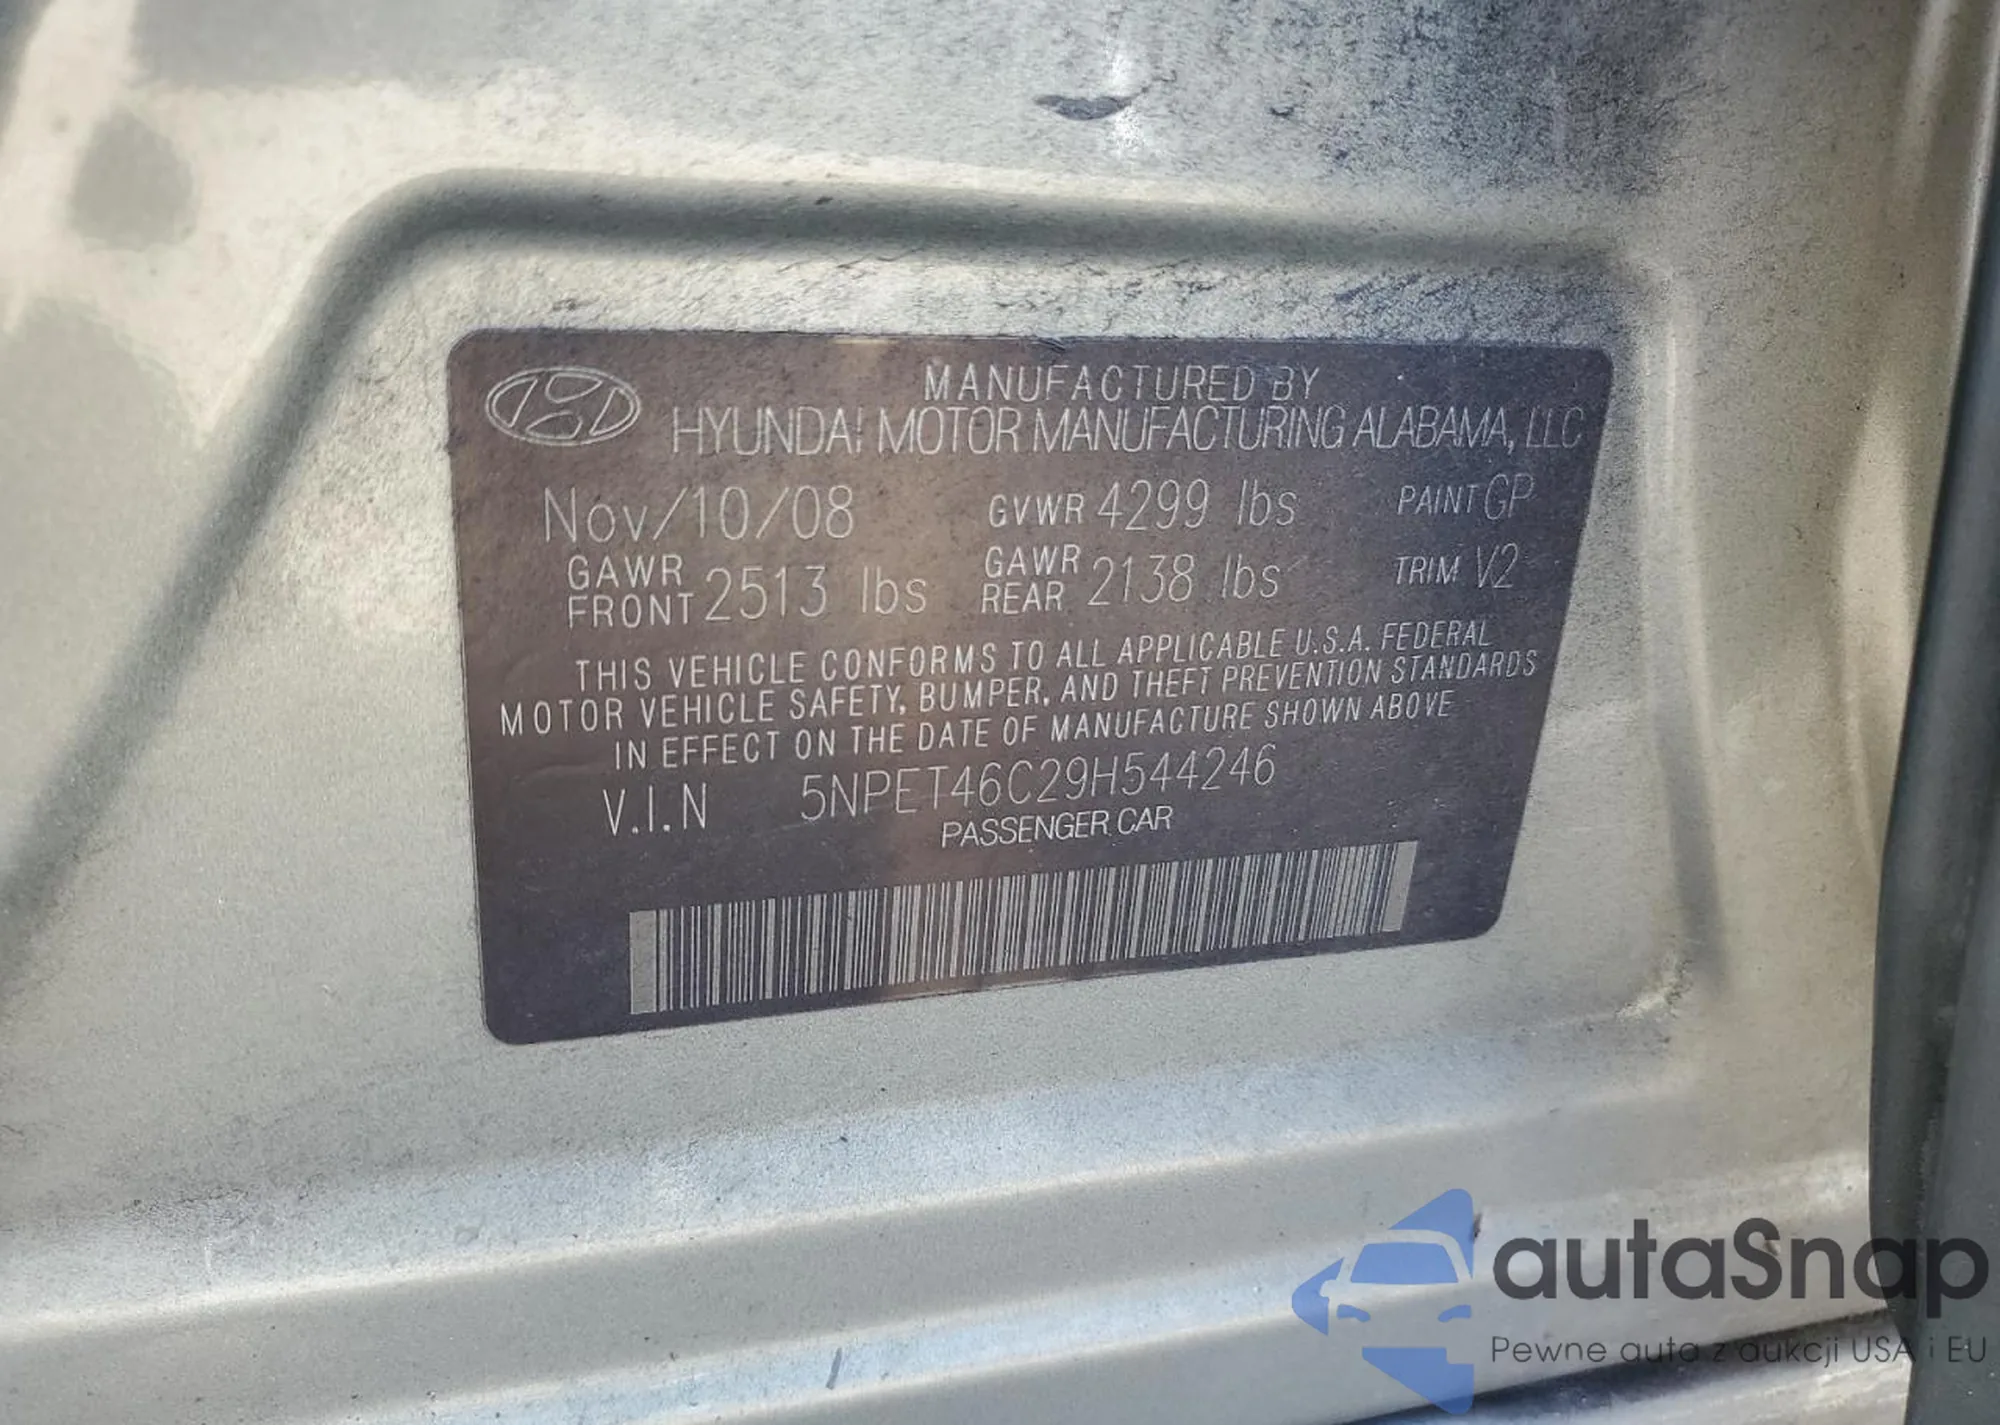 MANUFACTURED BY
HYUNDAI MOTOR MANUFACTURING ALABAMA, LLC
Nov/10/08 GVWR 4299 lbs PAINT GP
GAWR FRONT 2513 lbs GAWR REAR 2138 lbs TRIM V2
THIS VEHICLE CONFORMS TO ALL APPLICABLE U.S.A. FEDERAL
MOTOR VEHICLE SAFETY, BUMPER, AND THEFT PREVENTION STANDARDS
IN EFFECT ON THE DATE OF MANUFACTURE SHOWN ABOVE
V.I.N 5NPET46C29H544246
PASSENGER CAR
autaSnap
Pewne auta z aukcji USA i EU